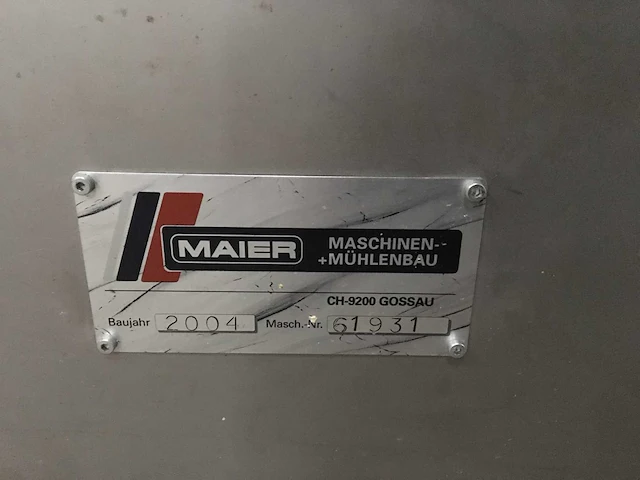 MAIER MASCHINEN-
+MÜHLENBAU
CH-9200 GOSSAU
Baujahr 2004 Masch.-Nr. 61931